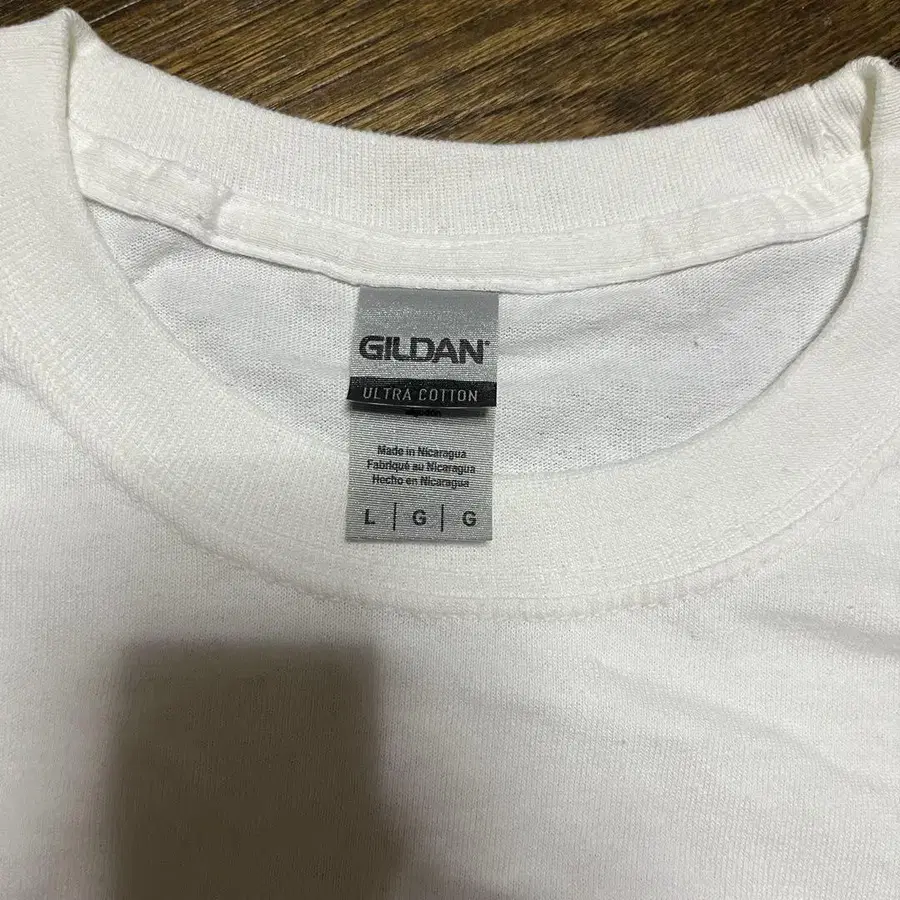 GILDAN
ULTRA COTTON
Made in Nicaragua
Fabriqué au Nicaragua
Hecho en Nicaragua
L | G | G